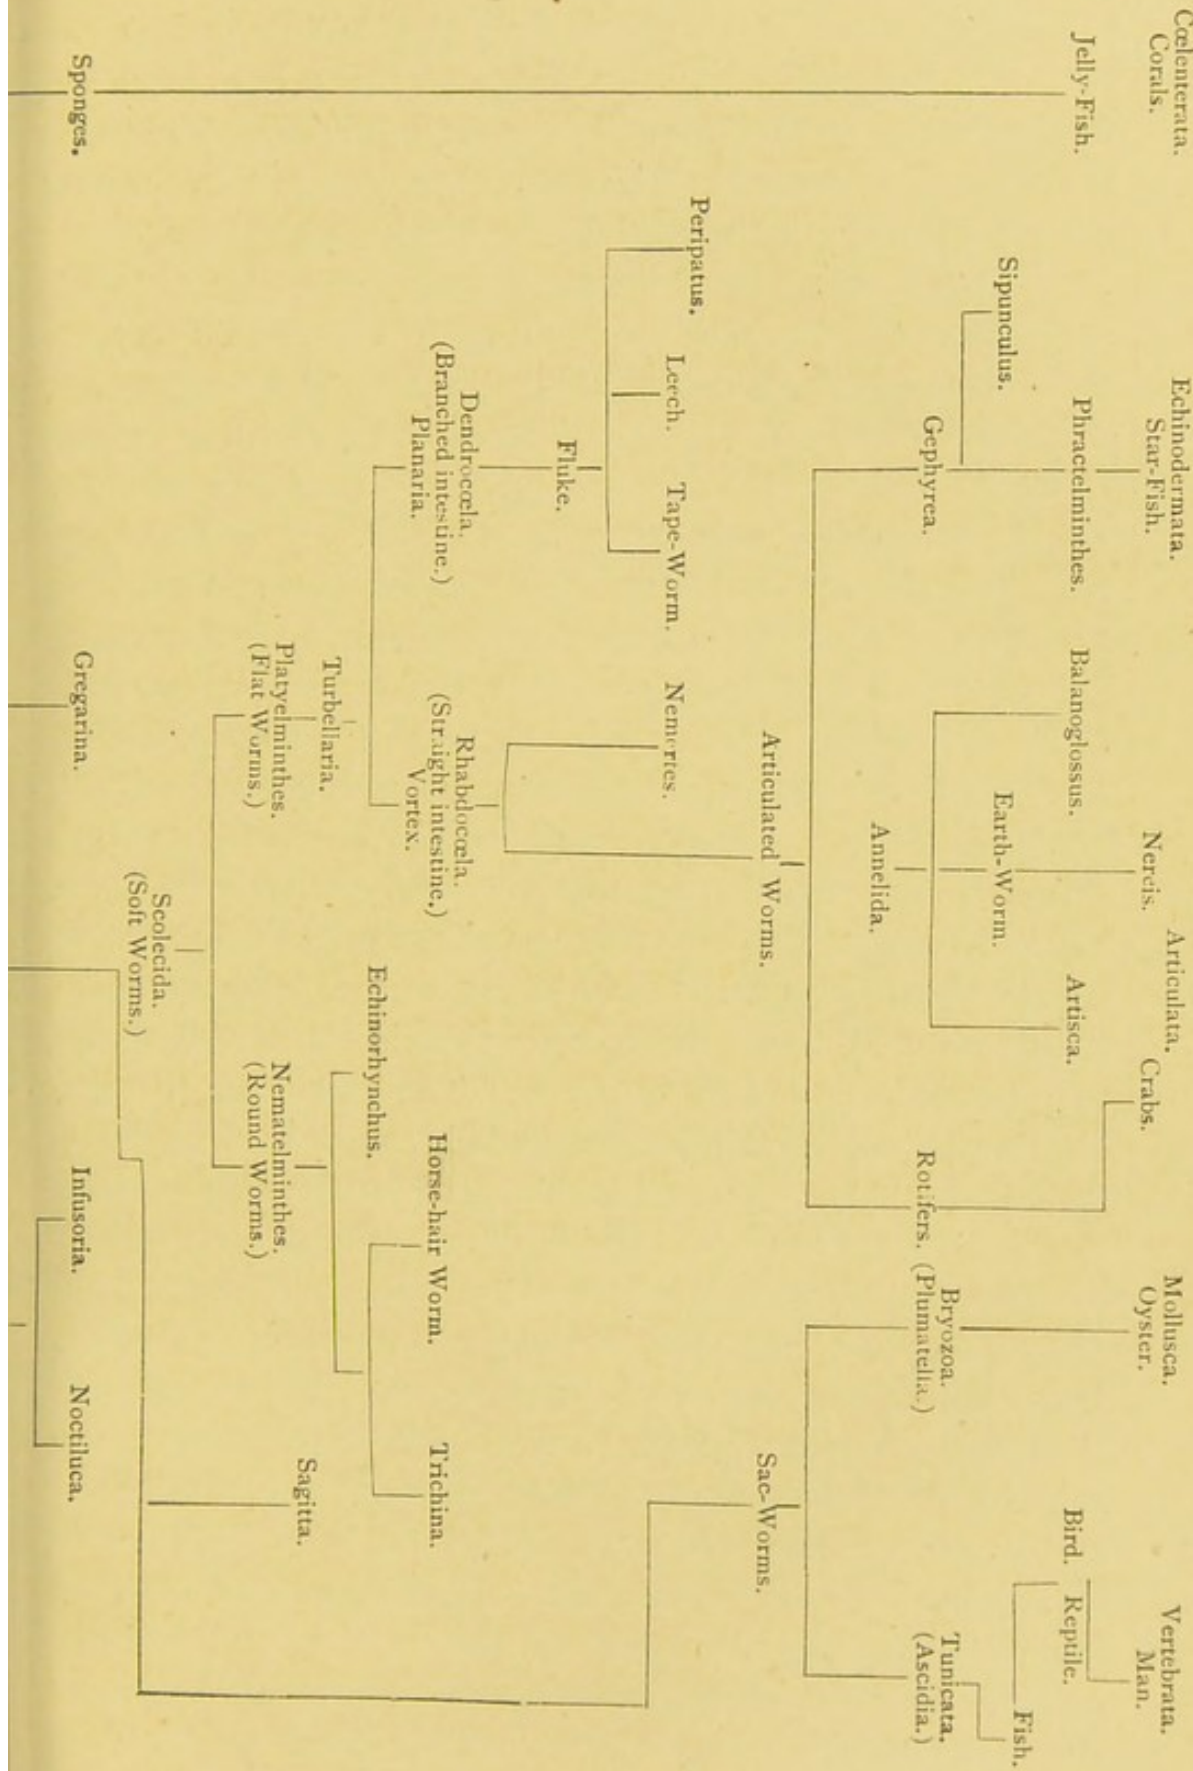 Cœlenterata.
Corals.
Echinodermata.
Star-Fish.
Articulata.
Nereis.
Crabs.
Mollusca.
Oyster.
Vertebrata.
Man.
Jelly-Fish.
Phractelminthes.
Balanoglossus.
Artisca.
Bird.
Reptile.
Sipunculus.
Earth-Worm.
Fish.
Gephyrea.
Annelida.
Rotifers.
Bryozoa.
(Plumatella.)
Tunicata.
(Ascidia.)
Articulated Worms.
Sac-Worms.
Peripatus.
Leech.
Tape-Worm.
Nemertes.
Fluke.
Dendrocœla.
(Branched intestine.)
Planaria.
Rhabdocœla.
(Straight intestine.)
Vortex.
Horse-hair Worm.
Trichina.
Echinorhynchus.
Turbellaria.
Platyelminthes.
(Flat Worms.)
Nematelminthes.
(Round Worms.)
Sagitta.
Scolecida.
(Soft Worms.)
Sponges.
Gregarina.
Infusoria.
Noctiluca.